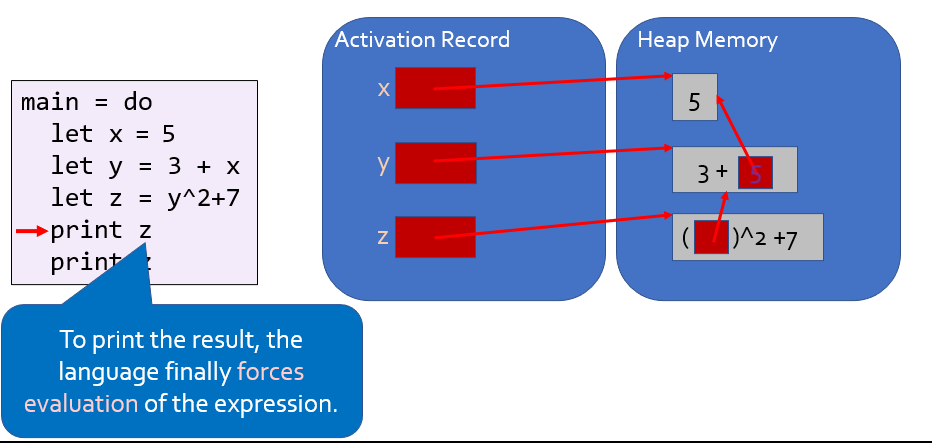 Activation Record
Heap Memory
main = do
let x = 5
let y = 3 + x
let z = y^2+7
print z
print z
x
y
z
5
3 + 5
( )^2 +7
To print the result, the
language finally forces
evaluation of the expression.